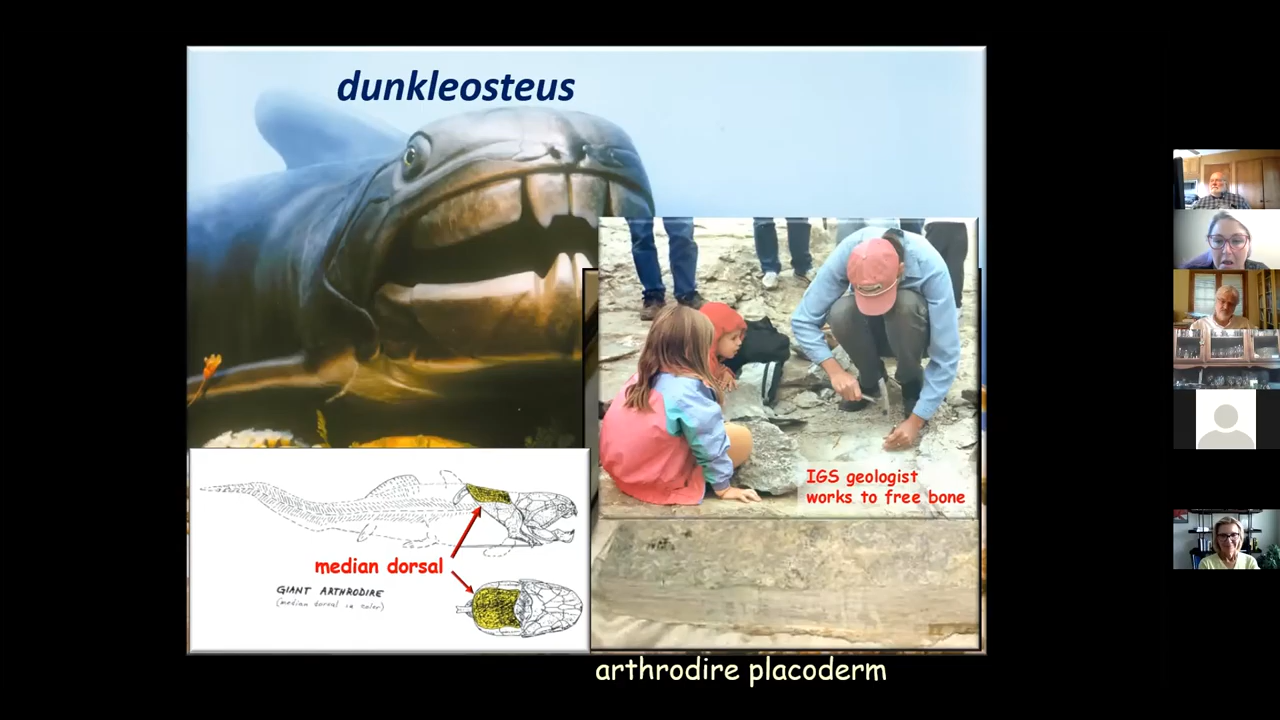 dunkleosteus
IGS geologist
works to free bone
median dorsal
GIANT ARTHRODIRE
(median dorsal in color)
arthrodire placoderm